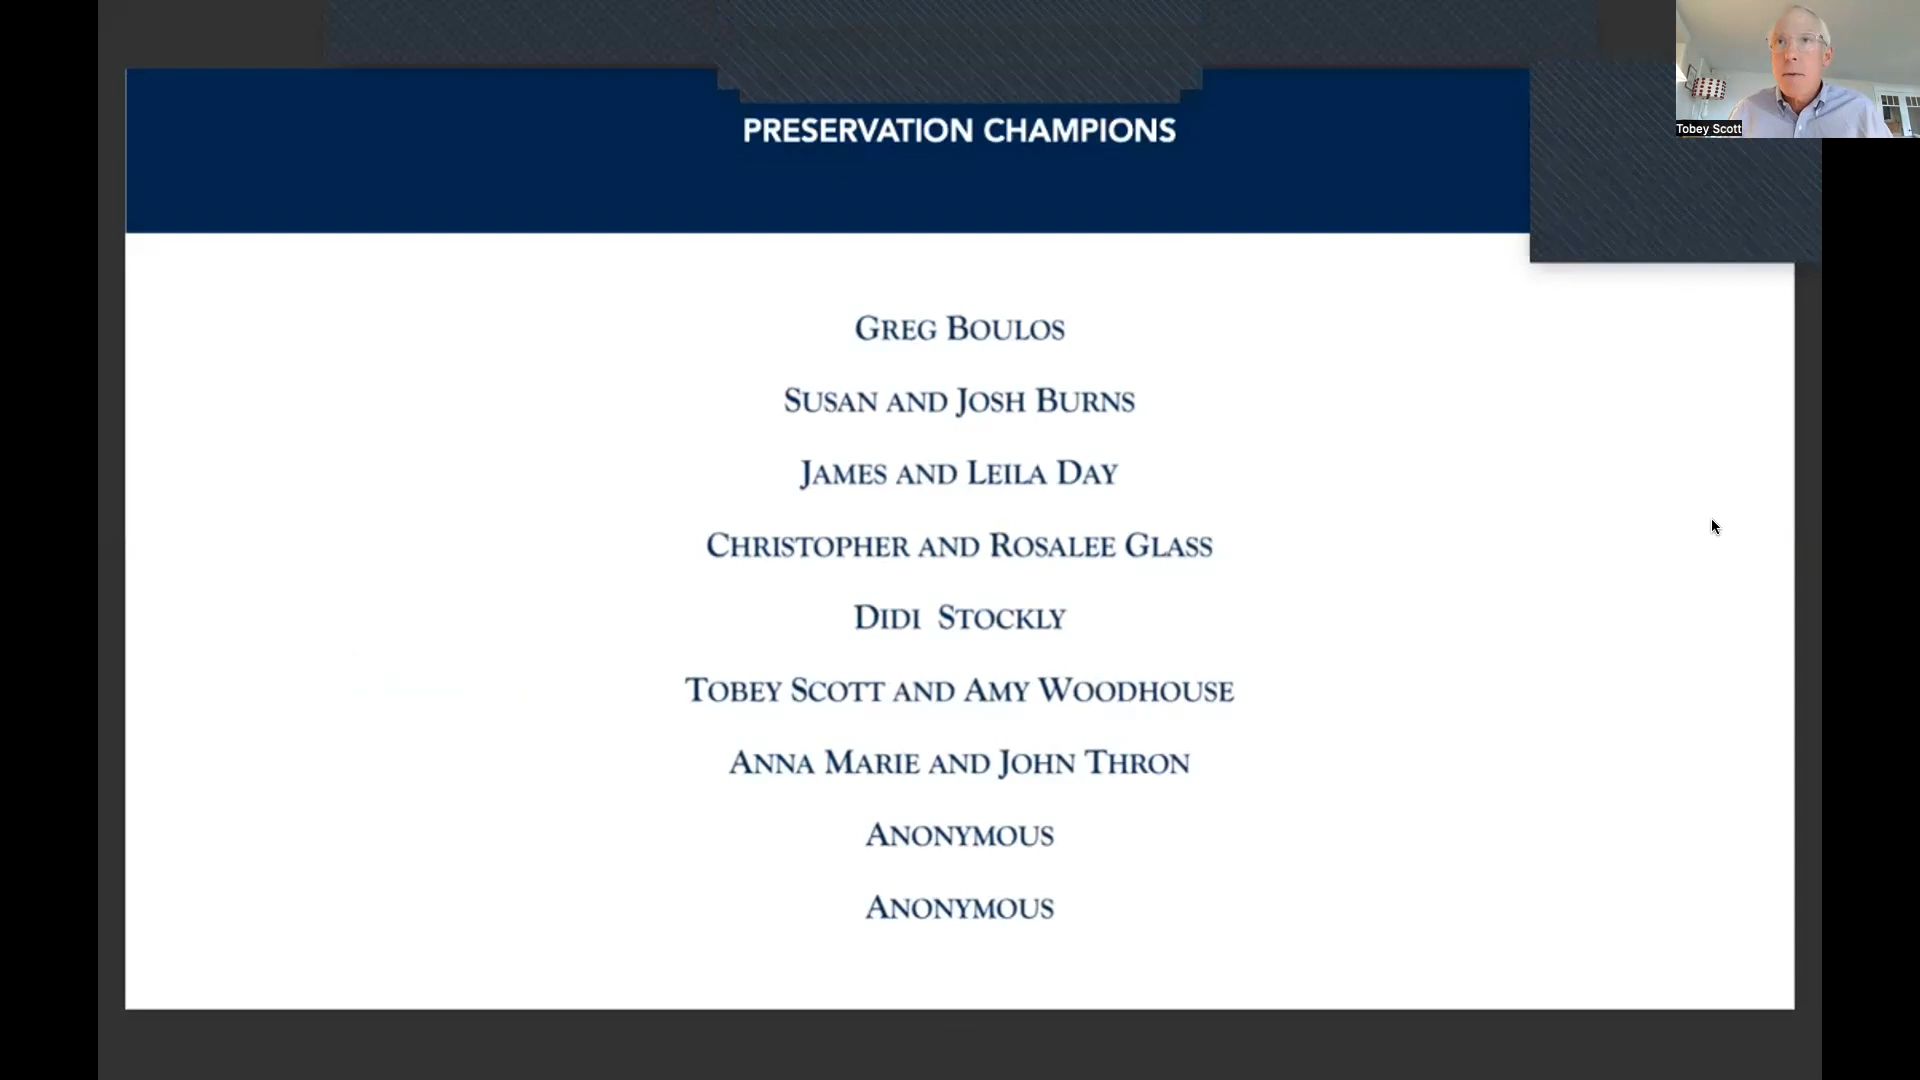 PRESERVATION CHAMPIONS
Tobey Scott
GREG BOULOS
SUSAN AND JOSH BURNS
JAMES AND LEILA DAY
CHRISTOPHER AND ROSALEE GLASS
DIDI STOCKLY
TOBEY SCOTT AND AMY WOODHOUSE
ANNA MARIE AND JOHN THRON
ANONYMOUS
ANONYMOUS